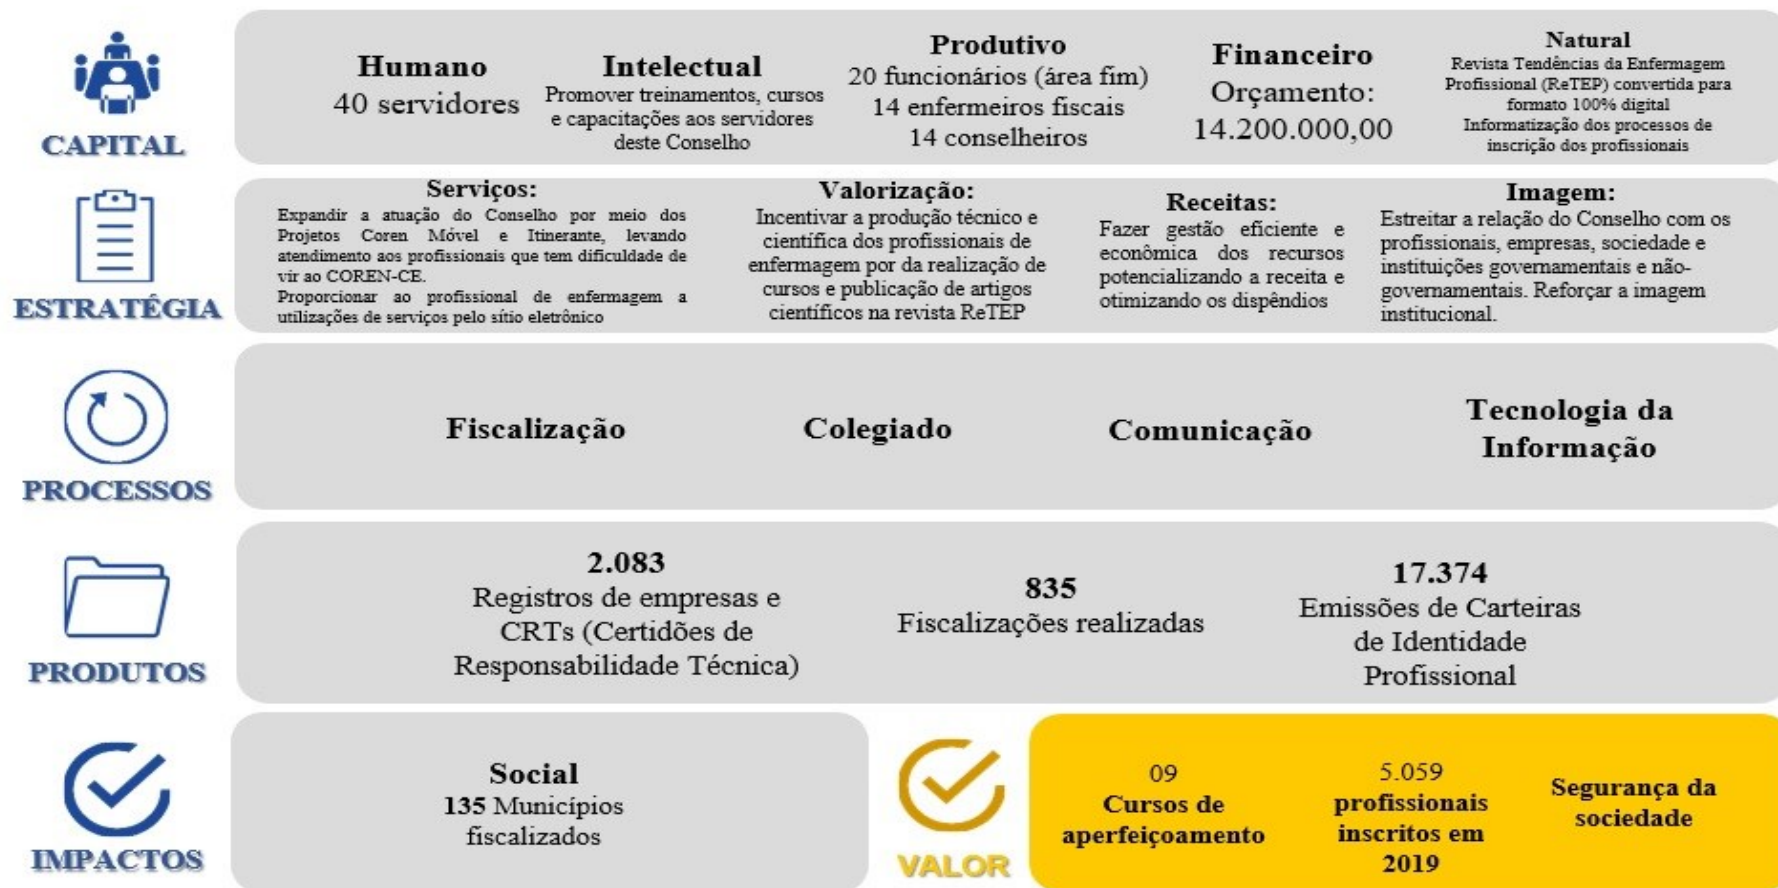 CAPITAL
Humano
40 servidores
Intelectual
Promover treinamentos, cursos
e capacitações aos servidores
deste Conselho
Produtivo
20 funcionários (área fim)
14 enfermeiros fiscais
14 conselheiros
Financeiro
Orçamento:
14.200.000,00
Natural
Revista Tendências da Enfermagem
Profissional (ReTEP) convertida para
formato 100% digital
Informatização dos processos de
inscrição dos profissionais
ESTRATÉGIA
Serviços:
Expandir a atuação do Conselho por meio dos
Projetos Coren Móvel e Itinerante, levando
atendimento aos profissionais que tem dificuldade de
vir ao COREN-CE.
Proporcionar ao profissional de enfermagem a
utilizações de serviços pelo sítio eletrônico
Valorização:
Incentivar a produção técnico e
científica dos profissionais de
enfermagem por da realização de
cursos e publicação de artigos
científicos na revista ReTEP
Receitas:
Fazer gestão eficiente e
econômica dos recursos
potencializando a receita e
otimizando os dispêndios
Imagem:
Estreitar a relação do Conselho com os
profissionais, empresas, sociedade e
instituições governamentais e não-
governamentais. Reforçar a imagem
institucional.
PROCESSOS
Fiscalização
Colegiado
Comunicação
Tecnologia da
Informação
PRODUTOS
2.083
Registros de empresas e
CRTs (Certidões de
Responsabilidade Técnica)
835
Fiscalizações realizadas
17.374
Emissões de Carteiras
de Identidade
Profissional
IMPACTOS
Social
135 Municípios
fiscalizados
VALOR
09
Cursos de
aperfeiçoamento
5.059
profissionais
inscritos em
2019
Segurança da
sociedade